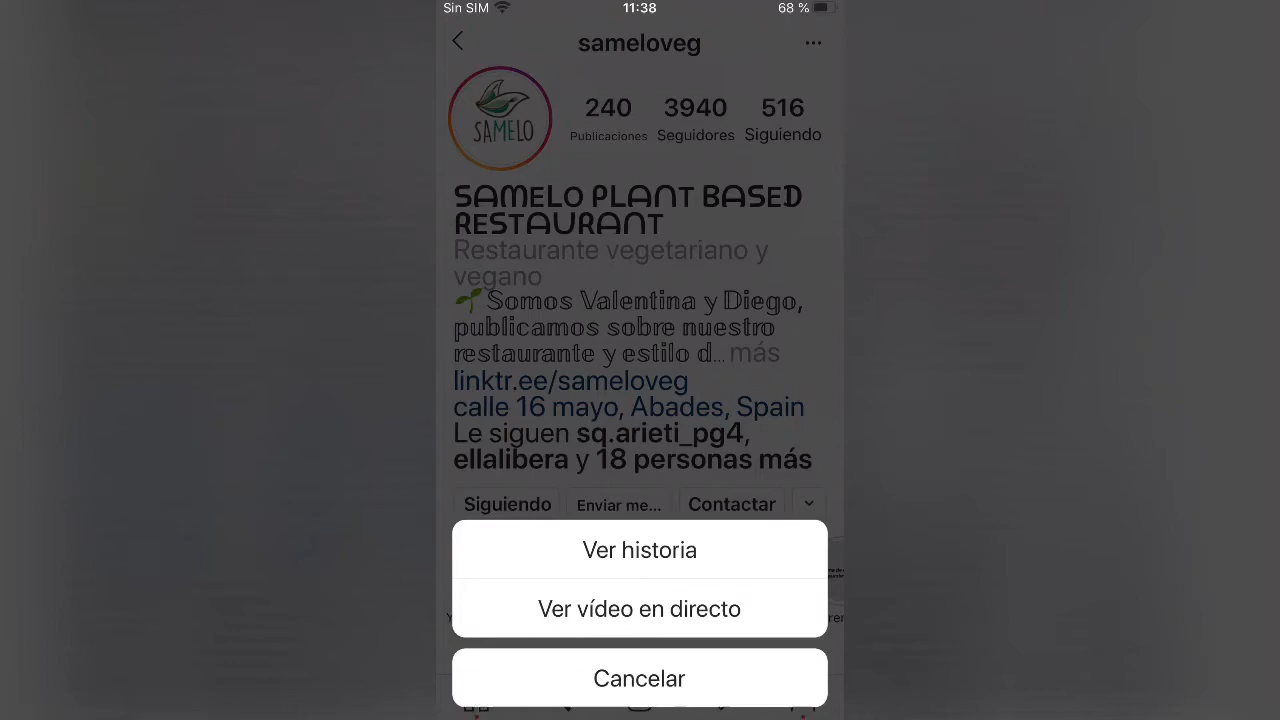 Sin SIM 11:38 68 %
sameloveg
SAMELO
240 3940 516
Publicaciones Seguidores Siguiendo
SAMELO PLANT BASED
RESTAURANT
Restaurante vegetariano y
vegano
🌱 Somos Valentina y Diego,
publicamos sobre nuestro
restaurante y estilo d... más
linktr.ee/sameloveg
calle 16 mayo, Abades, Spain
Le siguen sq.arieti_pg4,
ellalibera y 18 personas más
Siguiendo Enviar me... Contactar
Ver historia
Ver vídeo en directo
Cancelar